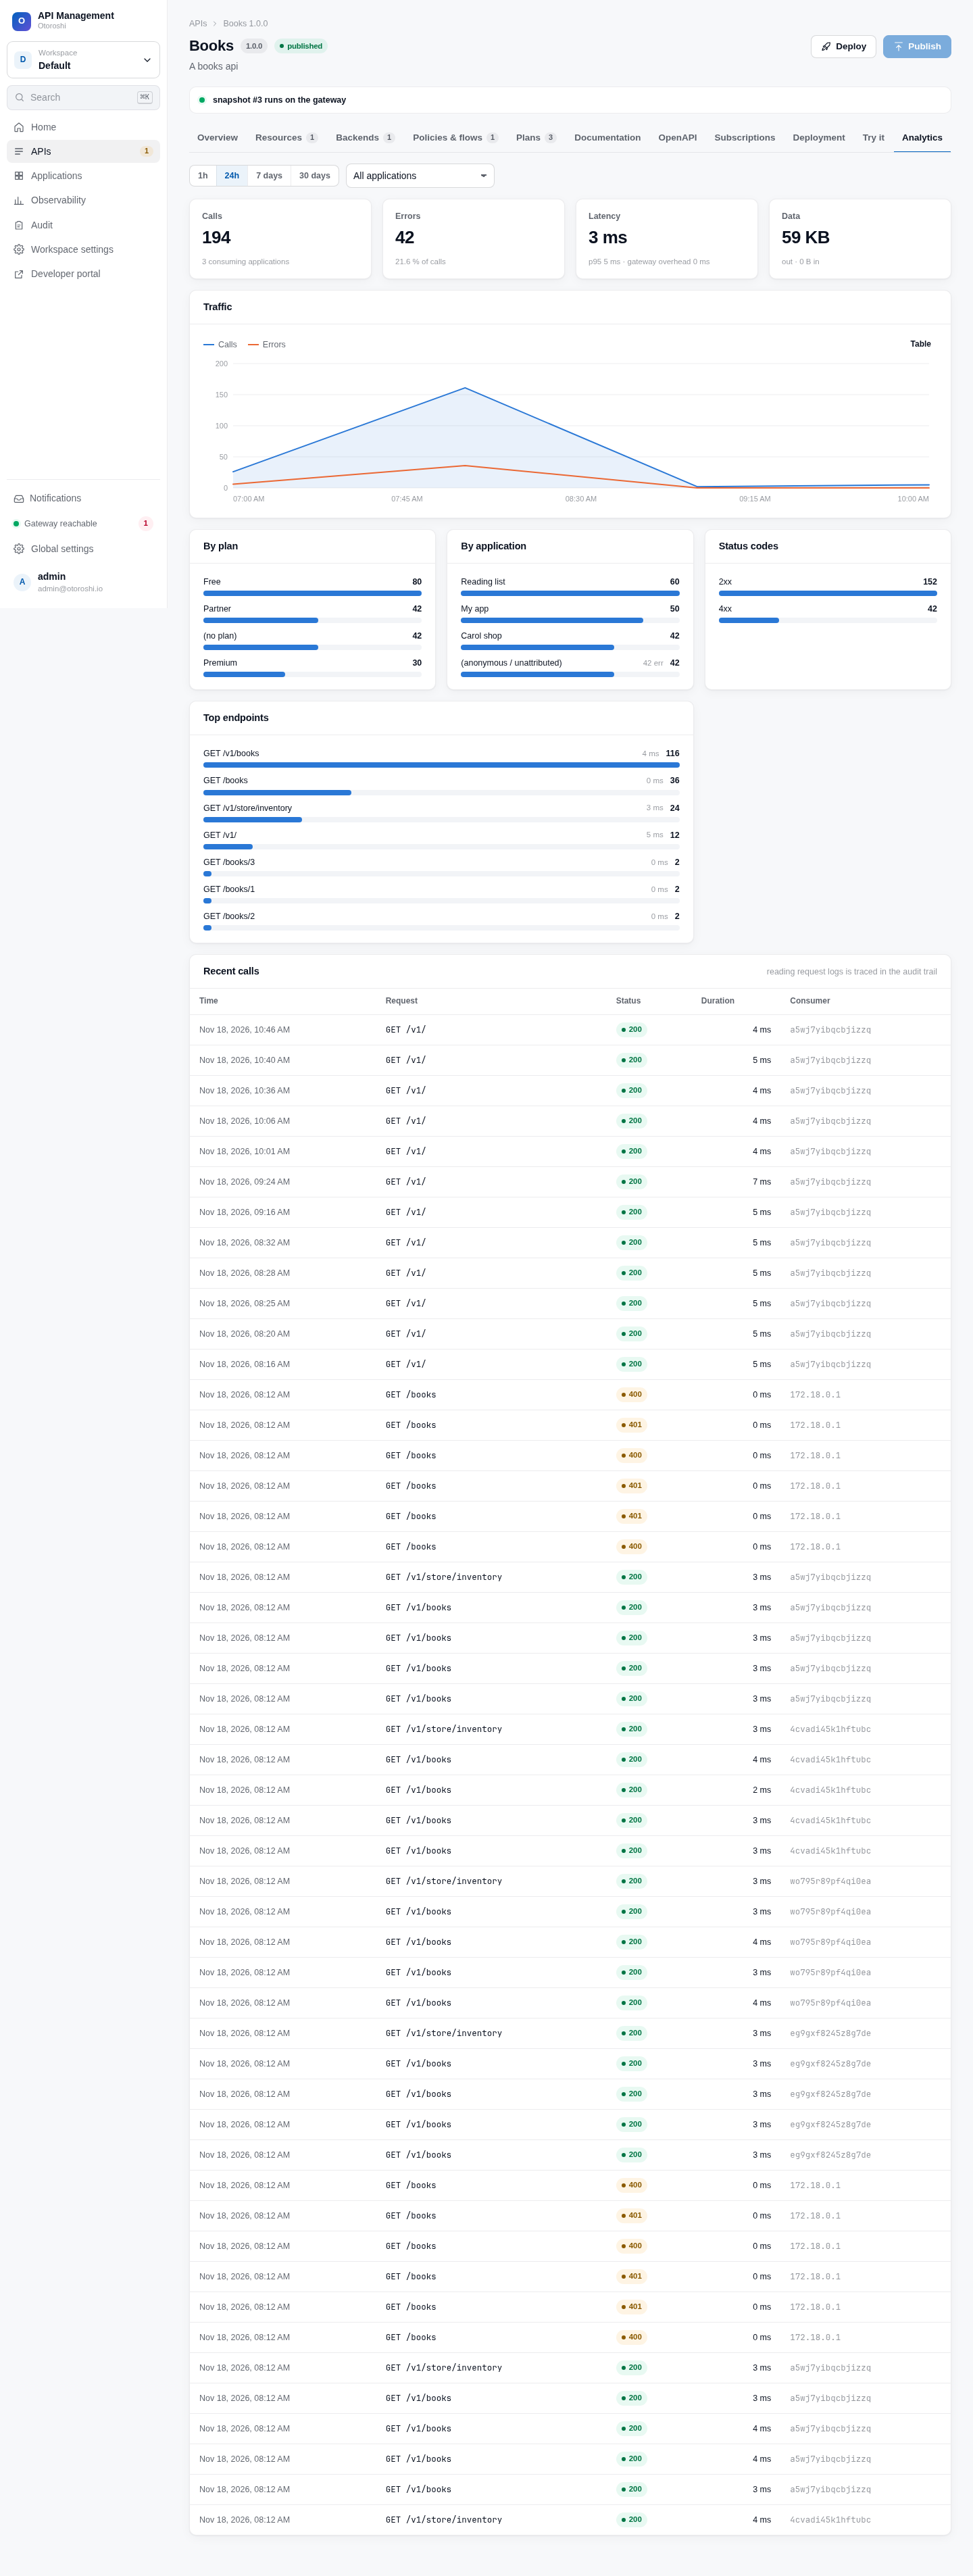 O
API Management
Otoroshi
D
Workspace
Default
Search
⌘K
Home
APIs 1
Applications
Observability
Audit
Workspace settings
Developer portal
Notifications
Gateway reachable 1
Global settings
A
admin
admin@otoroshi.io
APIs › Books 1.0.0
Books 1.0.0 published
Deploy
Publish
A books api
snapshot #3 runs on the gateway
Overview Resources 1 Backends 1 Policies & flows 1 Plans 3 Documentation OpenAPI Subscriptions Deployment Try it Analytics
1h 24h 7 days 30 days All applications
Calls
194
3 consuming applications
Errors
42
21.6 % of calls
Latency
3 ms
p95 5 ms · gateway overhead 0 ms
Data
59 KB
out · 0 B in
Traffic
Calls Errors Table
200
150
100
50
0
07:00 AM 07:45 AM 08:30 AM 09:15 AM 10:00 AM
By plan
Free 80
Partner 42
(no plan) 42
Premium 30
By application
Reading list 60
My app 50
Carol shop 42
(anonymous / unattributed) 42 err 42
Status codes
2xx 152
4xx 42
Top endpoints
GET /v1/books 4 ms 116
GET /books 0 ms 36
GET /v1/store/inventory 3 ms 24
GET /v1/ 5 ms 12
GET /books/3 0 ms 2
GET /books/1 0 ms 2
GET /books/2 0 ms 2
Recent calls reading request logs is traced in the audit trail
Time Request Status Duration Consumer
Nov 18, 2026, 10:46 AM GET /v1/ 200 4 ms a5wj7yibqcbjizzq
Nov 18, 2026, 10:40 AM GET /v1/ 200 5 ms a5wj7yibqcbjizzq
Nov 18, 2026, 10:36 AM GET /v1/ 200 4 ms a5wj7yibqcbjizzq
Nov 18, 2026, 10:06 AM GET /v1/ 200 4 ms a5wj7yibqcbjizzq
Nov 18, 2026, 10:01 AM GET /v1/ 200 4 ms a5wj7yibqcbjizzq
Nov 18, 2026, 09:24 AM GET /v1/ 200 7 ms a5wj7yibqcbjizzq
Nov 18, 2026, 09:16 AM GET /v1/ 200 5 ms a5wj7yibqcbjizzq
Nov 18, 2026, 08:32 AM GET /v1/ 200 5 ms a5wj7yibqcbjizzq
Nov 18, 2026, 08:28 AM GET /v1/ 200 5 ms a5wj7yibqcbjizzq
Nov 18, 2026, 08:25 AM GET /v1/ 200 5 ms a5wj7yibqcbjizzq
Nov 18, 2026, 08:20 AM GET /v1/ 200 5 ms a5wj7yibqcbjizzq
Nov 18, 2026, 08:16 AM GET /v1/ 200 5 ms a5wj7yibqcbjizzq
Nov 18, 2026, 08:12 AM GET /books 400 0 ms 172.18.0.1
Nov 18, 2026, 08:12 AM GET /books 401 0 ms 172.18.0.1
Nov 18, 2026, 08:12 AM GET /books 400 0 ms 172.18.0.1
Nov 18, 2026, 08:12 AM GET /books 401 0 ms 172.18.0.1
Nov 18, 2026, 08:12 AM GET /books 401 0 ms 172.18.0.1
Nov 18, 2026, 08:12 AM GET /books 400 0 ms 172.18.0.1
Nov 18, 2026, 08:12 AM GET /v1/store/inventory 200 3 ms a5wj7yibqcbjizzq
Nov 18, 2026, 08:12 AM GET /v1/books 200 3 ms a5wj7yibqcbjizzq
Nov 18, 2026, 08:12 AM GET /v1/books 200 3 ms a5wj7yibqcbjizzq
Nov 18, 2026, 08:12 AM GET /v1/books 200 3 ms a5wj7yibqcbjizzq
Nov 18, 2026, 08:12 AM GET /v1/books 200 3 ms a5wj7yibqcbjizzq
Nov 18, 2026, 08:12 AM GET /v1/store/inventory 200 3 ms 4cvadi45k1hftubc
Nov 18, 2026, 08:12 AM GET /v1/books 200 4 ms 4cvadi45k1hftubc
Nov 18, 2026, 08:12 AM GET /v1/books 200 2 ms 4cvadi45k1hftubc
Nov 18, 2026, 08:12 AM GET /v1/books 200 3 ms 4cvadi45k1hftubc
Nov 18, 2026, 08:12 AM GET /v1/books 200 3 ms 4cvadi45k1hftubc
Nov 18, 2026, 08:12 AM GET /v1/store/inventory 200 3 ms wo795r89pf4qi0ea
Nov 18, 2026, 08:12 AM GET /v1/books 200 3 ms wo795r89pf4qi0ea
Nov 18, 2026, 08:12 AM GET /v1/books 200 4 ms wo795r89pf4qi0ea
Nov 18, 2026, 08:12 AM GET /v1/books 200 3 ms wo795r89pf4qi0ea
Nov 18, 2026, 08:12 AM GET /v1/books 200 4 ms wo795r89pf4qi0ea
Nov 18, 2026, 08:12 AM GET /v1/store/inventory 200 3 ms eg9gxf8245z8g7de
Nov 18, 2026, 08:12 AM GET /v1/books 200 3 ms eg9gxf8245z8g7de
Nov 18, 2026, 08:12 AM GET /v1/books 200 3 ms eg9gxf8245z8g7de
Nov 18, 2026, 08:12 AM GET /v1/books 200 3 ms eg9gxf8245z8g7de
Nov 18, 2026, 08:12 AM GET /v1/books 200 3 ms eg9gxf8245z8g7de
Nov 18, 2026, 08:12 AM GET /books 400 0 ms 172.18.0.1
Nov 18, 2026, 08:12 AM GET /books 401 0 ms 172.18.0.1
Nov 18, 2026, 08:12 AM GET /books 400 0 ms 172.18.0.1
Nov 18, 2026, 08:12 AM GET /books 401 0 ms 172.18.0.1
Nov 18, 2026, 08:12 AM GET /books 401 0 ms 172.18.0.1
Nov 18, 2026, 08:12 AM GET /books 400 0 ms 172.18.0.1
Nov 18, 2026, 08:12 AM GET /v1/store/inventory 200 3 ms a5wj7yibqcbjizzq
Nov 18, 2026, 08:12 AM GET /v1/books 200 3 ms a5wj7yibqcbjizzq
Nov 18, 2026, 08:12 AM GET /v1/books 200 4 ms a5wj7yibqcbjizzq
Nov 18, 2026, 08:12 AM GET /v1/books 200 4 ms a5wj7yibqcbjizzq
Nov 18, 2026, 08:12 AM GET /v1/books 200 3 ms a5wj7yibqcbjizzq
Nov 18, 2026, 08:12 AM GET /v1/store/inventory 200 4 ms 4cvadi45k1hftubc